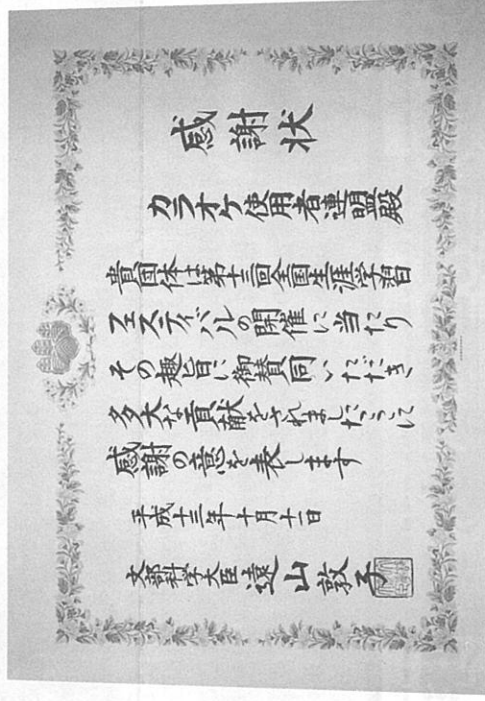 感謝状
カラオケ使用者連盟殿
貴団体は第十三回全国生涯学習
フェスティバルの開催に当たり
その趣旨に御賛同いただき、
多大な貢献をされましたので
感謝の意を表します
平成十三年十月十一日
文部科学大臣 遠山敦子